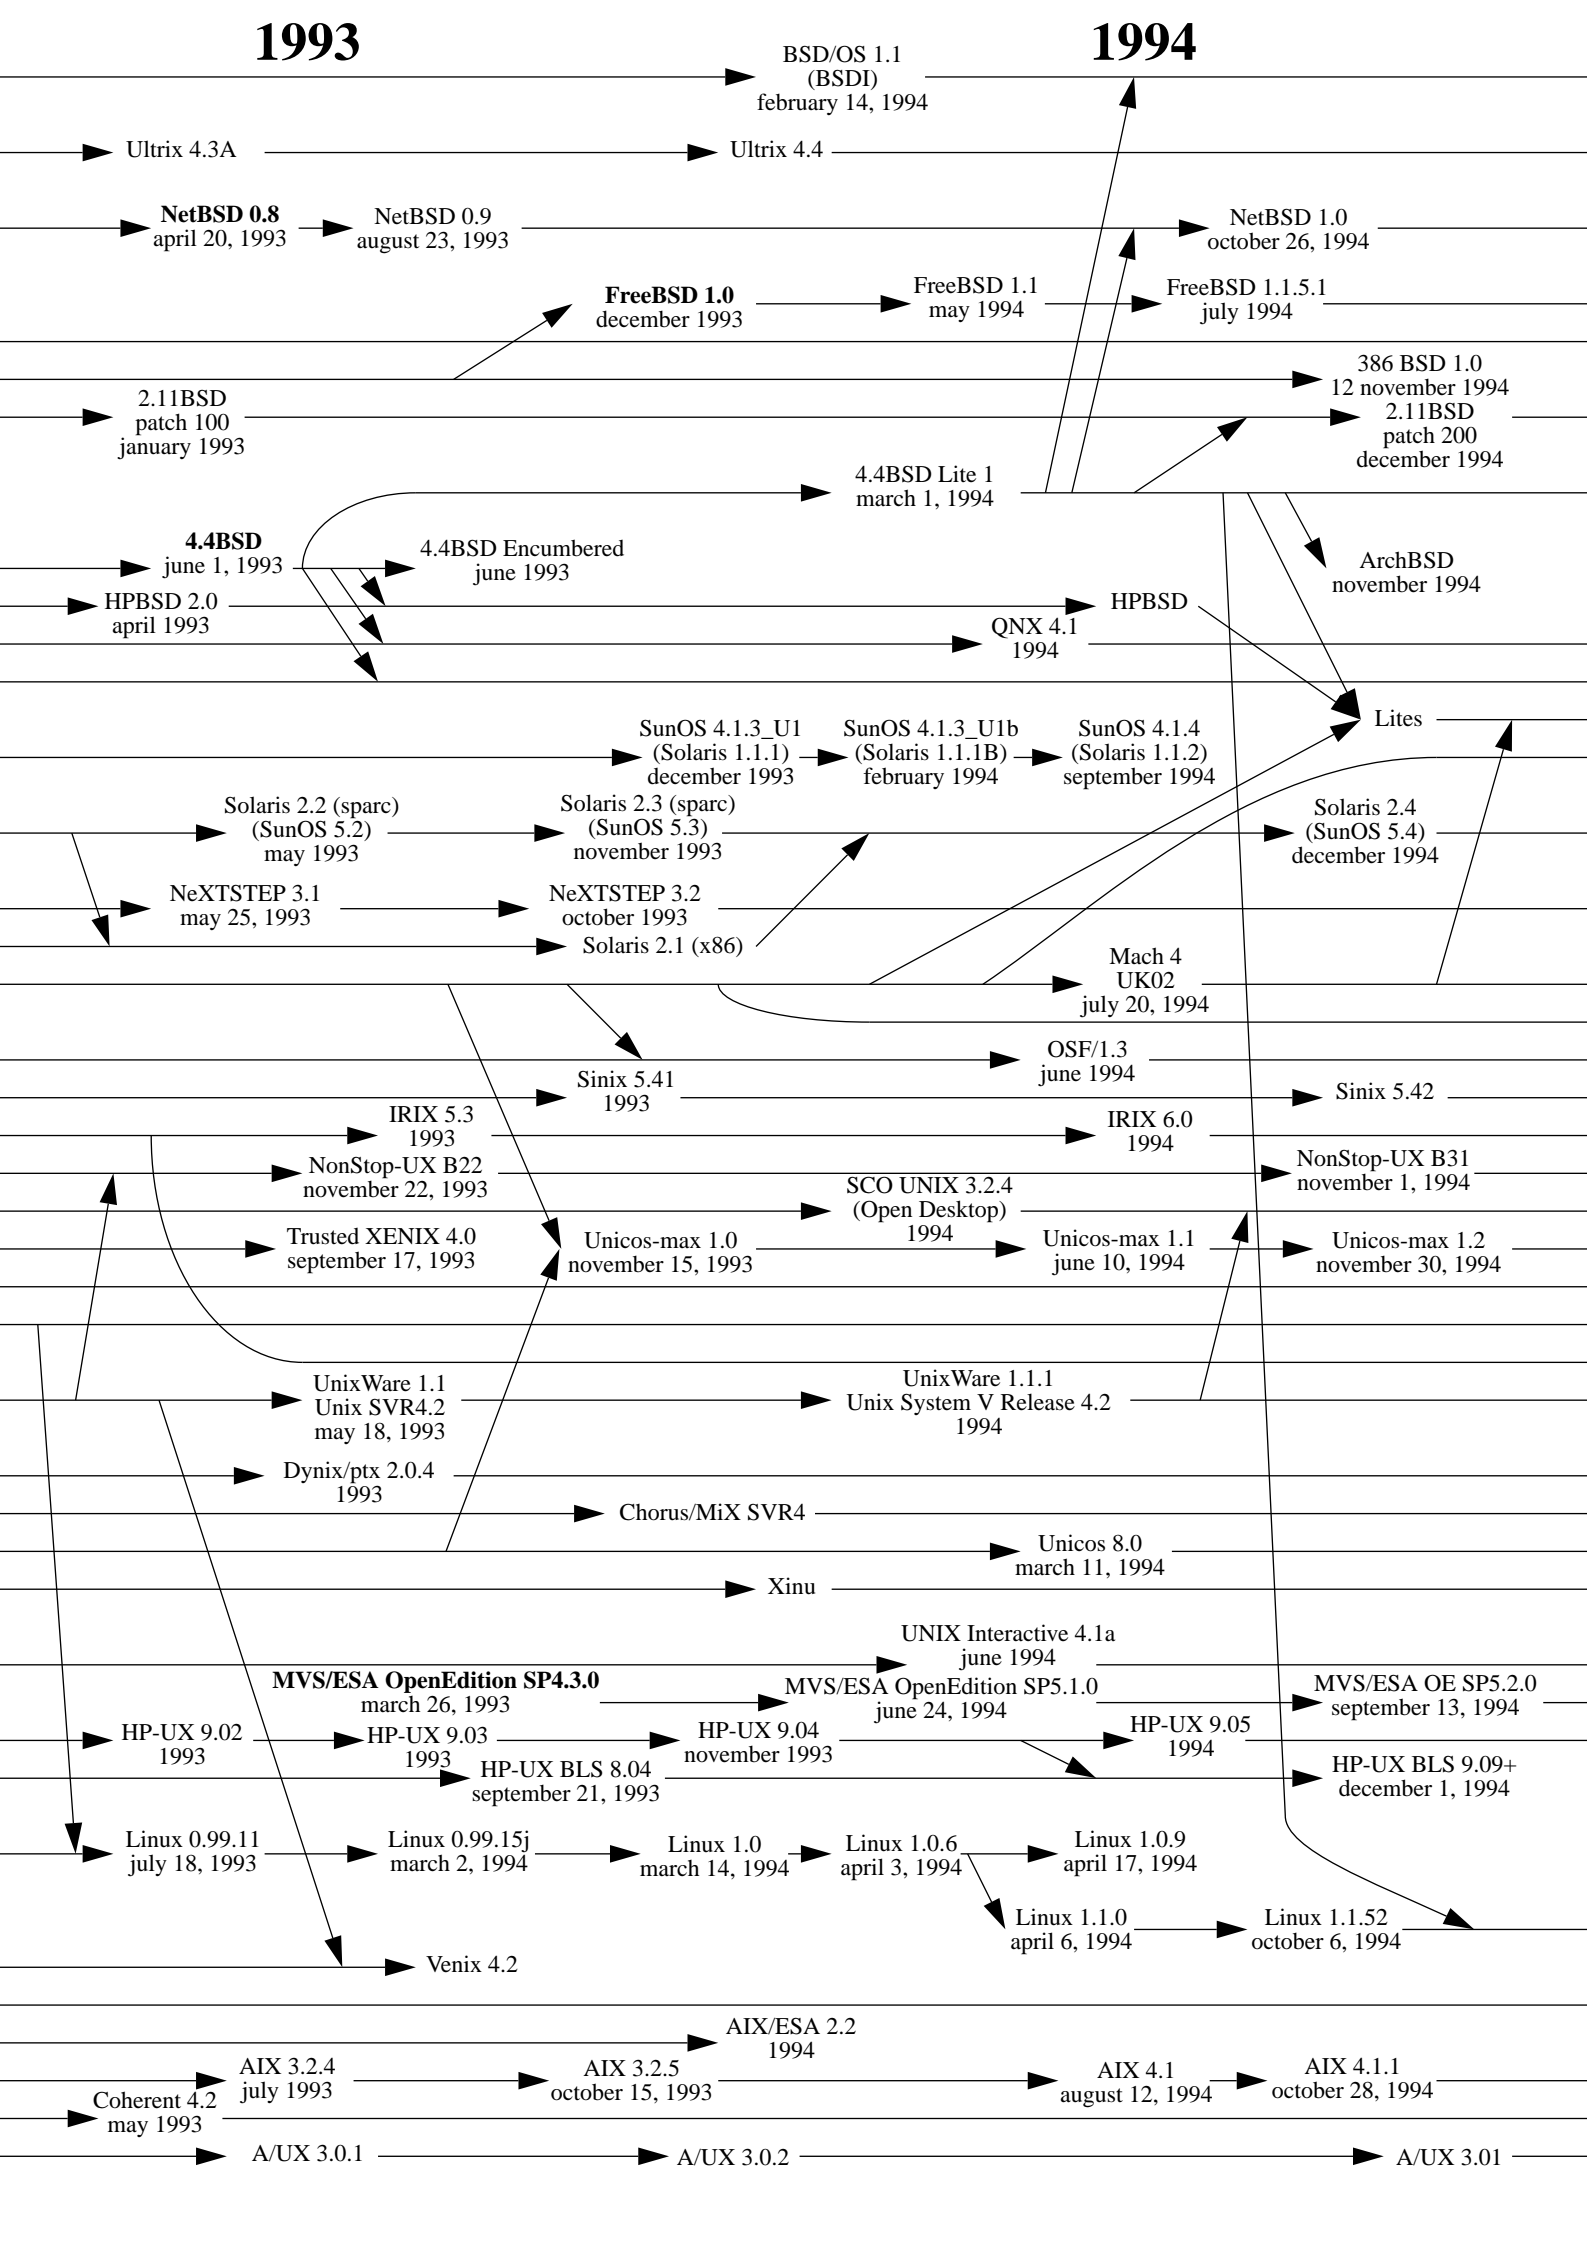 1993
1994
BSD/OS 1.1
(BSDI)
february 14, 1994
Ultrix 4.3A
Ultrix 4.4
NetBSD 0.8
april 20, 1993
NetBSD 0.9
august 23, 1993
NetBSD 1.0
october 26, 1994
FreeBSD 1.0
december 1993
FreeBSD 1.1
may 1994
FreeBSD 1.1.5.1
july 1994
386 BSD 1.0
12 november 1994
2.11BSD
patch 100
january 1993
2.11BSD
patch 200
december 1994
4.4BSD Lite 1
march 1, 1994
4.4BSD
june 1, 1993
4.4BSD Encumbered
june 1993
ArchBSD
november 1994
HPBSD 2.0
april 1993
HPBSD
QNX 4.1
1994
Lites
SunOS 4.1.3_U1
(Solaris 1.1.1)
december 1993
SunOS 4.1.3_U1b
(Solaris 1.1.1B)
february 1994
SunOS 4.1.4
(Solaris 1.1.2)
september 1994
Solaris 2.2 (sparc)
(SunOS 5.2)
may 1993
Solaris 2.3 (sparc)
(SunOS 5.3)
november 1993
Solaris 2.4
(SunOS 5.4)
december 1994
NeXTSTEP 3.1
may 25, 1993
NeXTSTEP 3.2
october 1993
Solaris 2.1 (x86)
Mach 4
UK02
july 20, 1994
OSF/1.3
june 1994
Sinix 5.41
1993
Sinix 5.42
IRIX 5.3
1993
IRIX 6.0
1994
NonStop-UX B22
november 22, 1993
NonStop-UX B31
november 1, 1994
SCO UNIX 3.2.4
(Open Desktop)
1994
Trusted XENIX 4.0
september 17, 1993
Unicos-max 1.0
november 15, 1993
Unicos-max 1.1
june 10, 1994
Unicos-max 1.2
november 30, 1994
UnixWare 1.1
Unix SVR4.2
may 18, 1993
UnixWare 1.1.1
Unix System V Release 4.2
1994
Dynix/ptx 2.0.4
1993
Chorus/MiX SVR4
Unicos 8.0
march 11, 1994
Xinu
UNIX Interactive 4.1a
june 1994
MVS/ESA OpenEdition SP4.3.0
march 26, 1993
MVS/ESA OpenEdition SP5.1.0
june 24, 1994
MVS/ESA OE SP5.2.0
september 13, 1994
HP-UX 9.02
1993
HP-UX 9.03
1993
HP-UX 9.04
november 1993
HP-UX 9.05
1994
HP-UX BLS 8.04
september 21, 1993
HP-UX BLS 9.09+
december 1, 1994
Linux 0.99.11
july 18, 1993
Linux 0.99.15j
march 2, 1994
Linux 1.0
march 14, 1994
Linux 1.0.6
april 3, 1994
Linux 1.0.9
april 17, 1994
Linux 1.1.0
april 6, 1994
Linux 1.1.52
october 6, 1994
Venix 4.2
AIX/ESA 2.2
1994
AIX 3.2.4
july 1993
AIX 3.2.5
october 15, 1993
AIX 4.1
august 12, 1994
AIX 4.1.1
october 28, 1994
Coherent 4.2
may 1993
A/UX 3.0.1
A/UX 3.0.2
A/UX 3.01